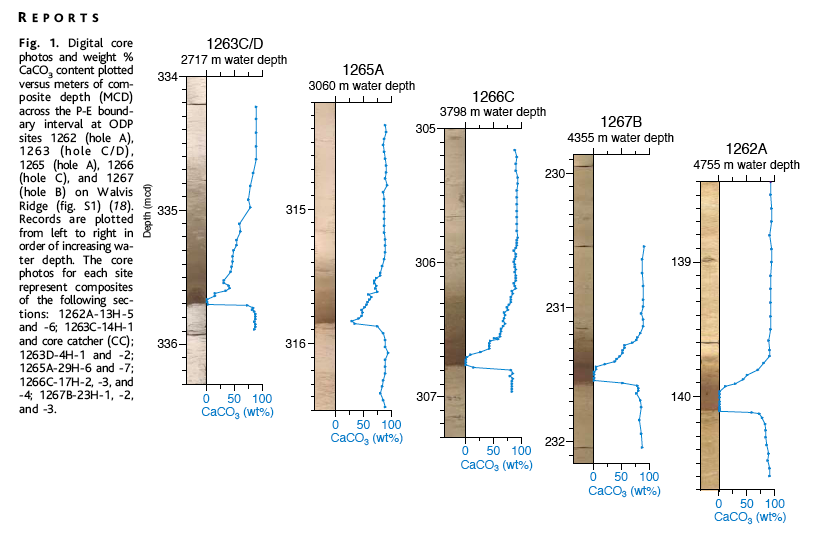 REPORTS
Fig. 1. Digital core
photos and weight %
CaCO3 content plotted
versus meters of com-
posite depth (MCD)
across the P-E bound-
ary interval at ODP
sites 1262 (hole A),
1263 (hole C/D),
1265 (hole A), 1266
(hole C), and 1267
(hole B) on Walvis
Ridge (fig. S1) (18).
Records are plotted
from left to right in
order of increasing wa-
ter depth. The core
photos for each site
represent composites
of the following sec-
tions: 1262A-13H-5
and -6; 1263C-14H-1
and core catcher (CC);
1263D-4H-1 and -2;
1265A-29H-6 and -7;
1266C-17H-2, -3, and
-4; 1267B-23H-1, -2,
and -3.
Depth (mcd)
1263C/D
2717 m water depth
334
335
336
0 50 100
CaCO3 (wt%)
1265A
3060 m water depth
315
316
0 50 100
CaCO3 (wt%)
1266C
3798 m water depth
305
306
307
0 50 100
CaCO3 (wt%)
1267B
4355 m water depth
230
231
232
0 50 100
CaCO3 (wt%)
1262A
4755 m water depth
139
140
0 50 100
CaCO3 (wt%)